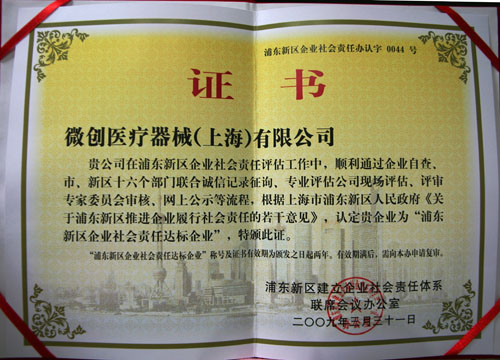 浦东新区企业社会责任办认字 0044 号
证书
微创医疗器械(上海)有限公司
贵公司在浦东新区企业社会责任评估工作中，顺利通过企业自查、
市、新区十六个部门联合诚信记录征询、专业评估公司现场评估、评审
专家委员会审核、网上公示等流程，根据上海市浦东新区人民政府《关
于浦东新区推进企业履行社会责任的若干意见》，认定贵企业为“浦东
新区企业社会责任达标企业”，特颁此证。
“浦东新区企业社会责任达标企业”称号及证书有效期为颁发之日起两年。有效期满后，需向本办申请复审。
浦东新区建立企业社会责任体系
联席会议办公室
二〇〇九年三月三十一日